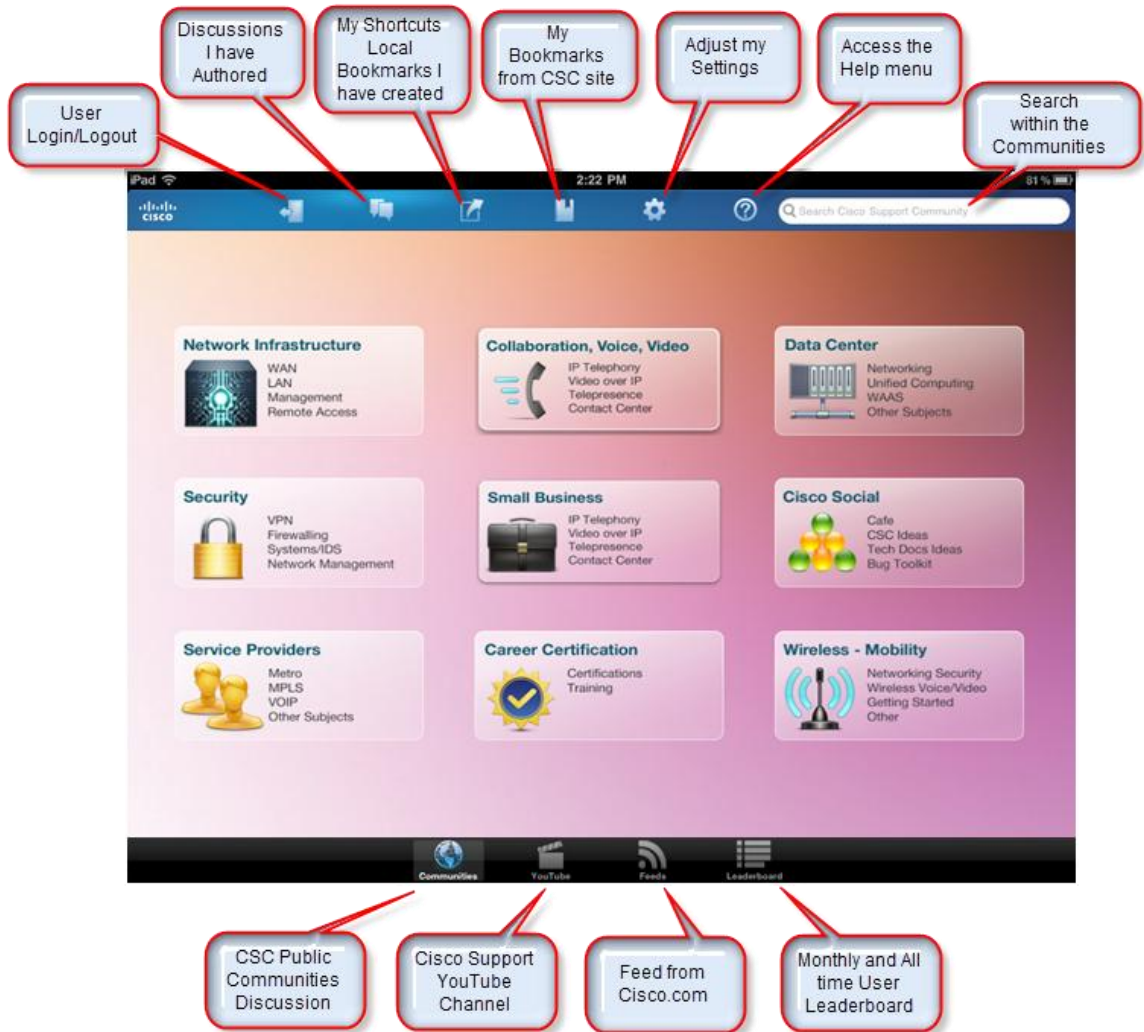 Discussions
I have
Authored
My Shortcuts
Local
Bookmarks I
have created
My
Bookmarks
from CSC site
Adjust my
Settings
Access the
Help menu
User
Login/Logout
Search
within the
Communities
iPad
2:22 PM
81 %
CISCO
Search Cisco Support Community
Network Infrastructure
WAN
LAN
Management
Remote Access
Collaboration, Voice, Video
IP Telephony
Video over IP
Telepresence
Contact Center
Data Center
Networking
Unified Computing
WAAS
Other Subjects
Security
VPN
Firewalling
Systems/IDS
Network Management
Small Business
IP Telephony
Video over IP
Telepresence
Contact Center
Cisco Social
Cafe
CSC Ideas
Tech Docs Ideas
Bug Toolkit
Service Providers
Metro
MPLS
VOIP
Other Subjects
Career Certification
Certifications
Training
Wireless - Mobility
Networking Security
Wireless Voice/Video
Getting Started
Other
Communities
YouTube
Feeds
Leaderboard
CSC Public
Communities
Discussion
Cisco Support
YouTube
Channel
Feed from
Cisco.com
Monthly and All
time User
Leaderboard